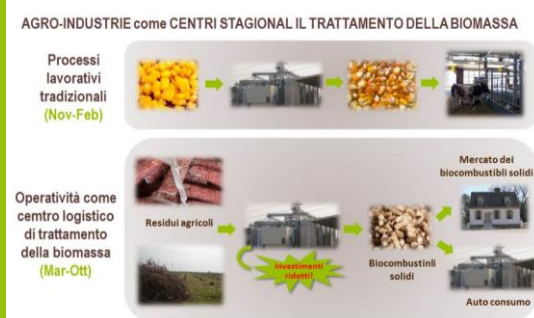 AGRO-INDUSTRIE come CENTRI STAGIONAL IL TRATTAMENTO DELLA BIOMASSA
Processi
lavorativi
tradizionali
(Nov-Feb)
Operatività come
cemtro logistico
di trattamento
della biomassa
(Mar-Ott)
Residui agricoli
Investimenti
ridotti!
Biocombustinli
solidi
Mercato dei
biocombustibli solidi
Auto consumo